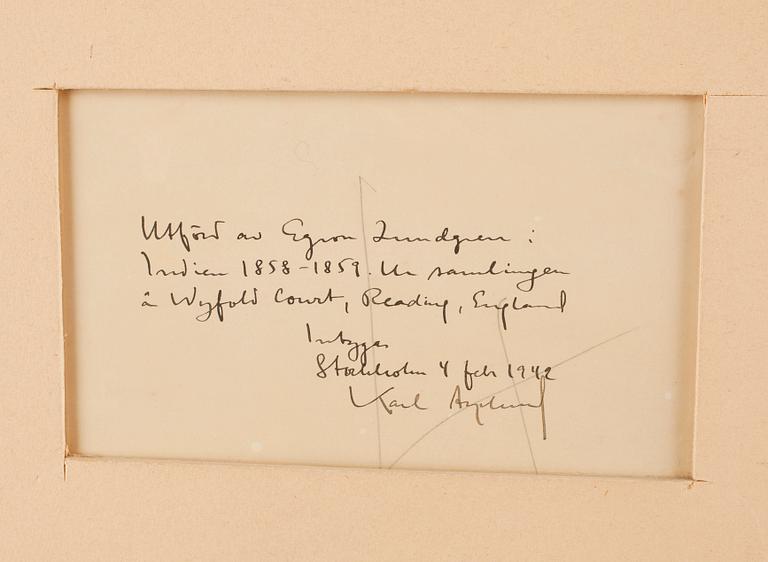 Utförd av Egron Lundgren i
Indien 1858-1859. Ur samlingen
å Wyfold Court, Reading, England
Intygas
Stockholm 4 febr 1942
Karl Asplund